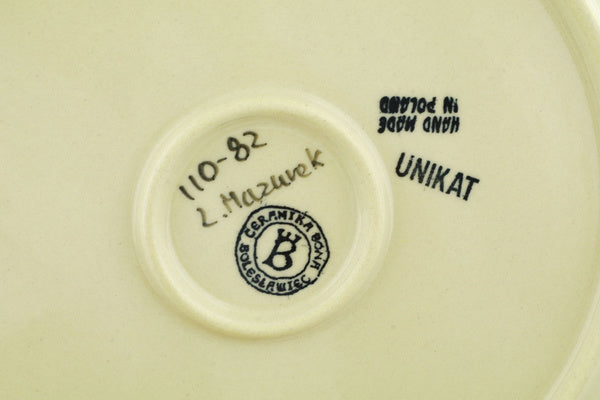 HAND MADE
IN POLAND
UNIKAT
110-82
L. Mazurek
CERAMIKA BONA
BOLESŁAWIEC
B